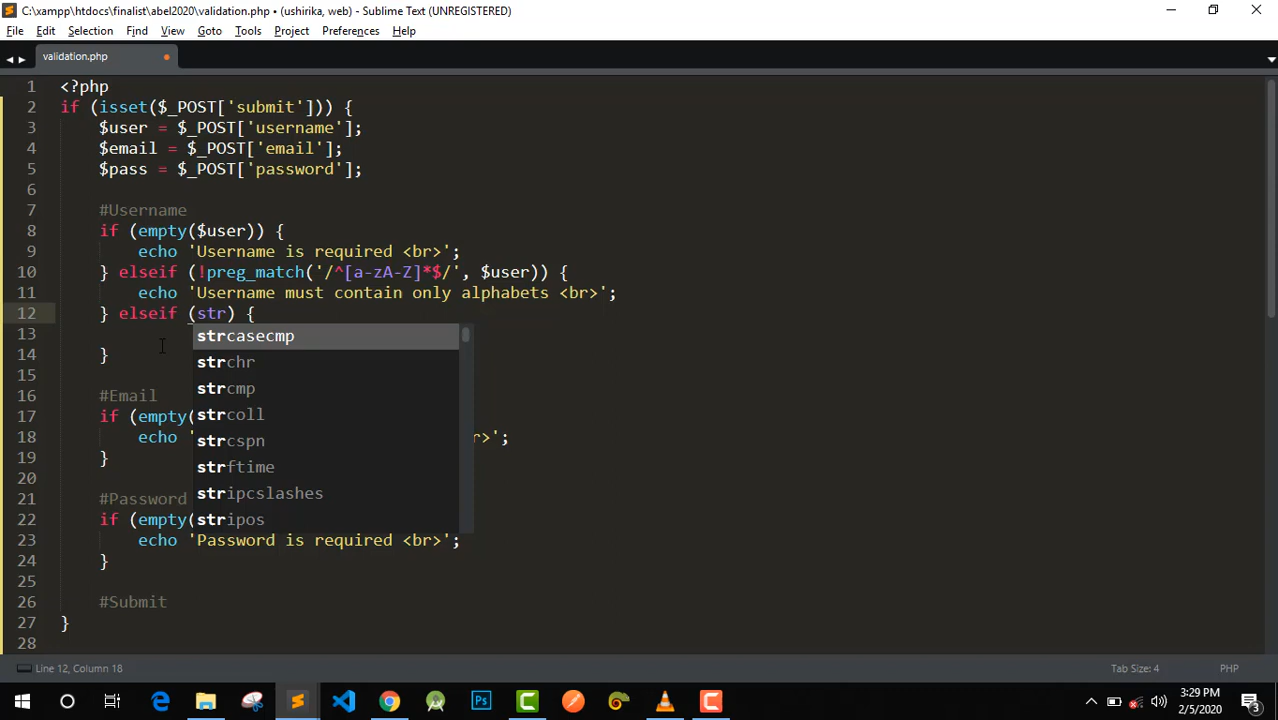 C:\xampp\htdocs\finalist\abel2020\validation.php • (ushirika, web) - Sublime Text (UNREGISTERED)
File Edit Selection Find View Goto Tools Project Preferences Help
validation.php
1 <?php
2 if (isset($_POST['submit'])) {
3 $user = $_POST['username'];
4 $email = $_POST['email'];
5 $pass = $_POST['password'];
6
7 #Username
8 if (empty($user)) {
9 echo 'Username is required <br>';
10 } elseif (!preg_match('/^[a-zA-Z]*$/', $user)) {
11 echo 'Username must contain only alphabets <br>';
12 } elseif (str) {
13 strcasecmp
14 } strchr
15 strcmp
16 #Email strcoll
17 if (empty( strcspn
18 echo ' r>';
19 } strftime
20 stripcslashes
21 #Password stripos
22 if (empty(
23 echo 'Password is required <br>';
24 }
25
26 #Submit
27 }
28
Line 12, Column 18 Tab Size: 4 PHP
Ps
3:29 PM
2/5/2020
3